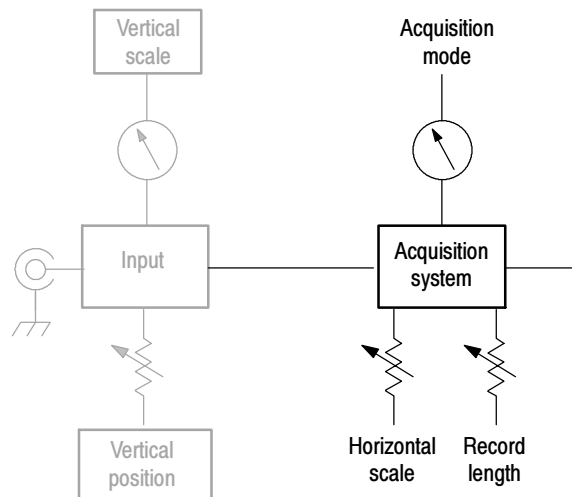 Vertical
scale
Acquisition
mode
Input
Acquisition
system
Vertical
position
Horizontal
scale
Record
length